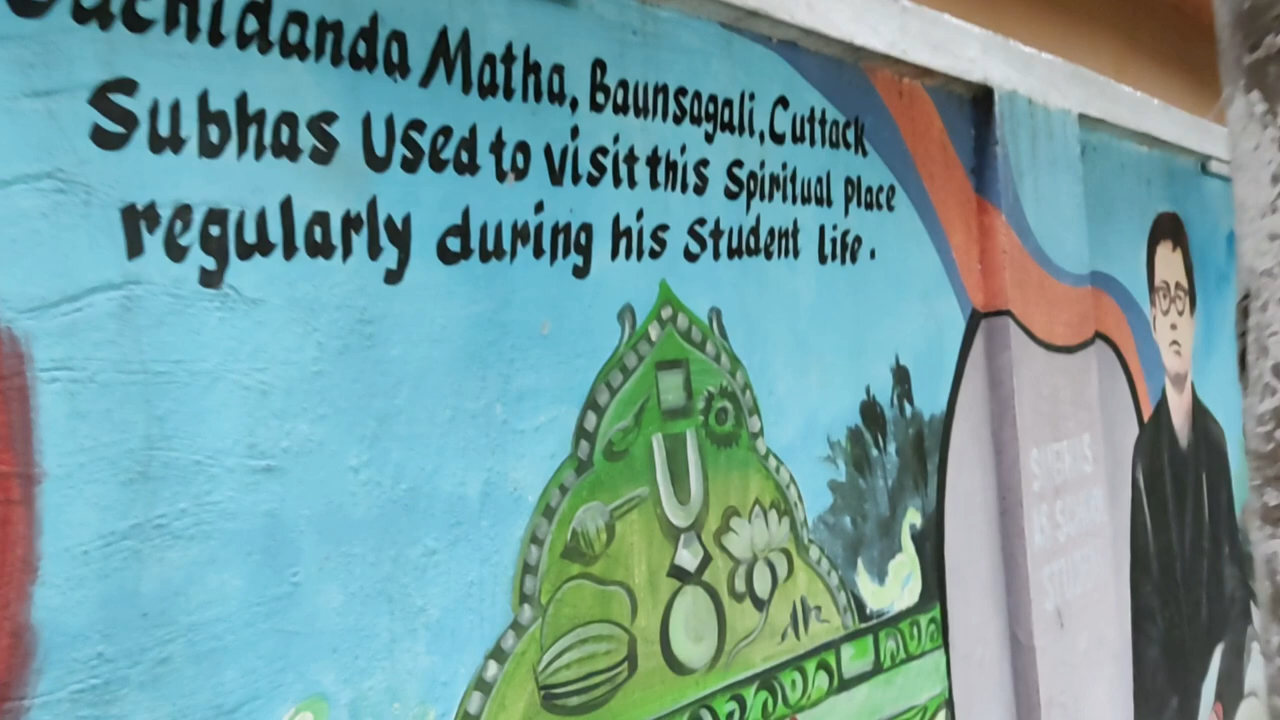 Matha, Baunsagali, Cuttack
Subhas used to visit this Spiritual place
regularly during his Student life.